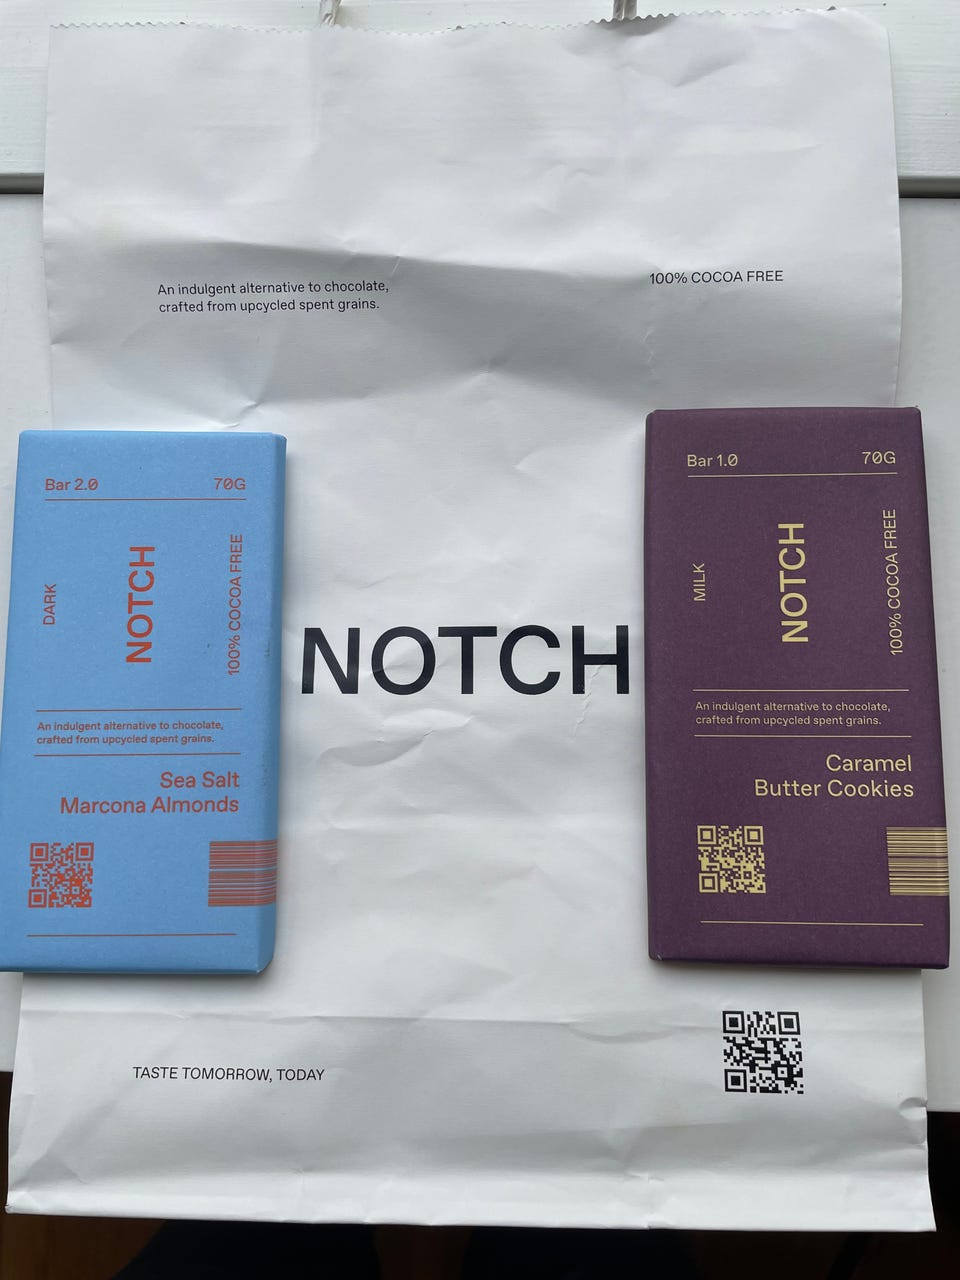 An indulgent alternative to chocolate,
crafted from upcycled spent grains.
100% COCOA FREE
Bar 2.0
70G
DARK
NOTCH
100% COCOA FREE
An indulgent alternative to chocolate,
crafted from upcycled spent grains.
Sea Salt
Marcona Almonds
NOTCH
Bar 1.0
70G
MILK
NOTCH
100% COCOA FREE
An indulgent alternative to chocolate,
crafted from upcycled spent grains.
Caramel
Butter Cookies
TASTE TOMORROW, TODAY